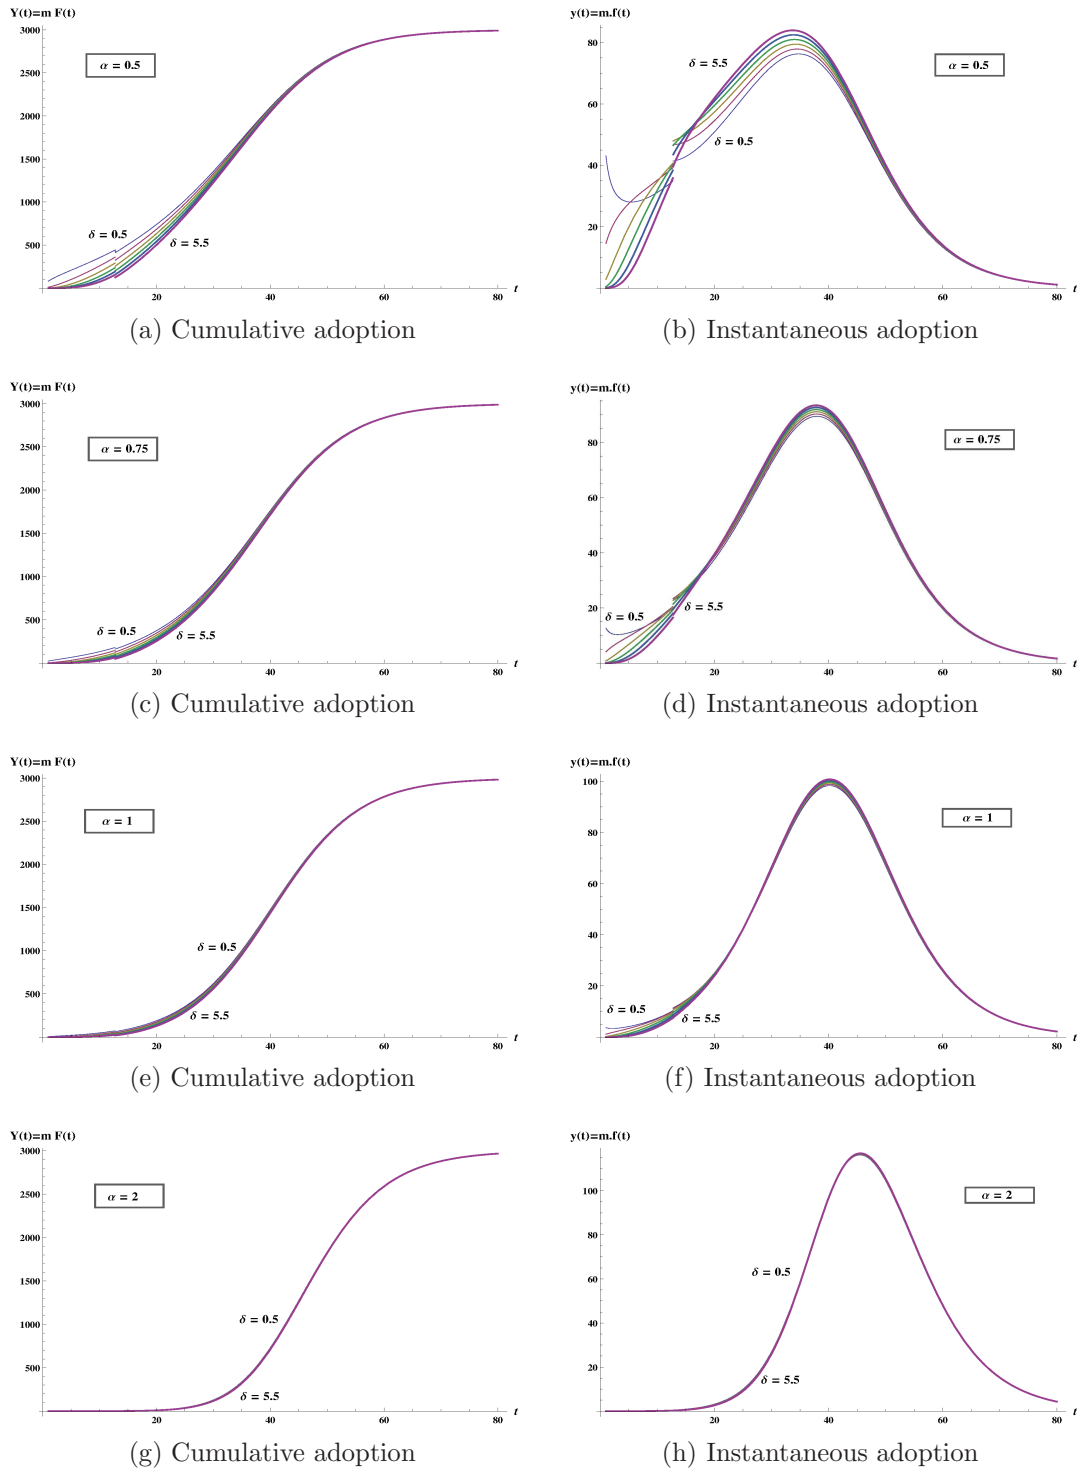 Y(t)=m F(t)
3000
α = 0.5
2500
2000
1500
1000
δ = 0.5
δ = 5.5
500
20 40 60 80 t
(a) Cumulative adoption
y(t)=m.f(t)
80
δ = 5.5
α = 0.5
60
δ = 0.5
40
20
20 40 60 80 t
(b) Instantaneous adoption
Y(t)=m F(t)
3000
α = 0.75
2500
2000
1500
1000
δ = 0.5
δ = 5.5
500
20 40 60 80 t
(c) Cumulative adoption
y(t)=m.f(t)
α = 0.75
80
60
40
20
δ = 0.5
δ = 5.5
20 40 60 80 t
(d) Instantaneous adoption
Y(t)=m F(t)
3000
α = 1
2500
2000
1500
1000
δ = 0.5
500
δ = 5.5
20 40 60 80 t
(e) Cumulative adoption
y(t)=m.f(t)
100
α = 1
80
60
40
20
δ = 0.5
δ = 5.5
20 40 60 80 t
(f) Instantaneous adoption
Y(t)=m F(t)
3000
α = 2
2500
2000
1500
1000
δ = 0.5
500
δ = 5.5
20 40 60 80 t
(g) Cumulative adoption
y(t)=m.f(t)
100
α = 2
80
60
δ = 0.5
40
20
δ = 5.5
20 40 60 80 t
(h) Instantaneous adoption